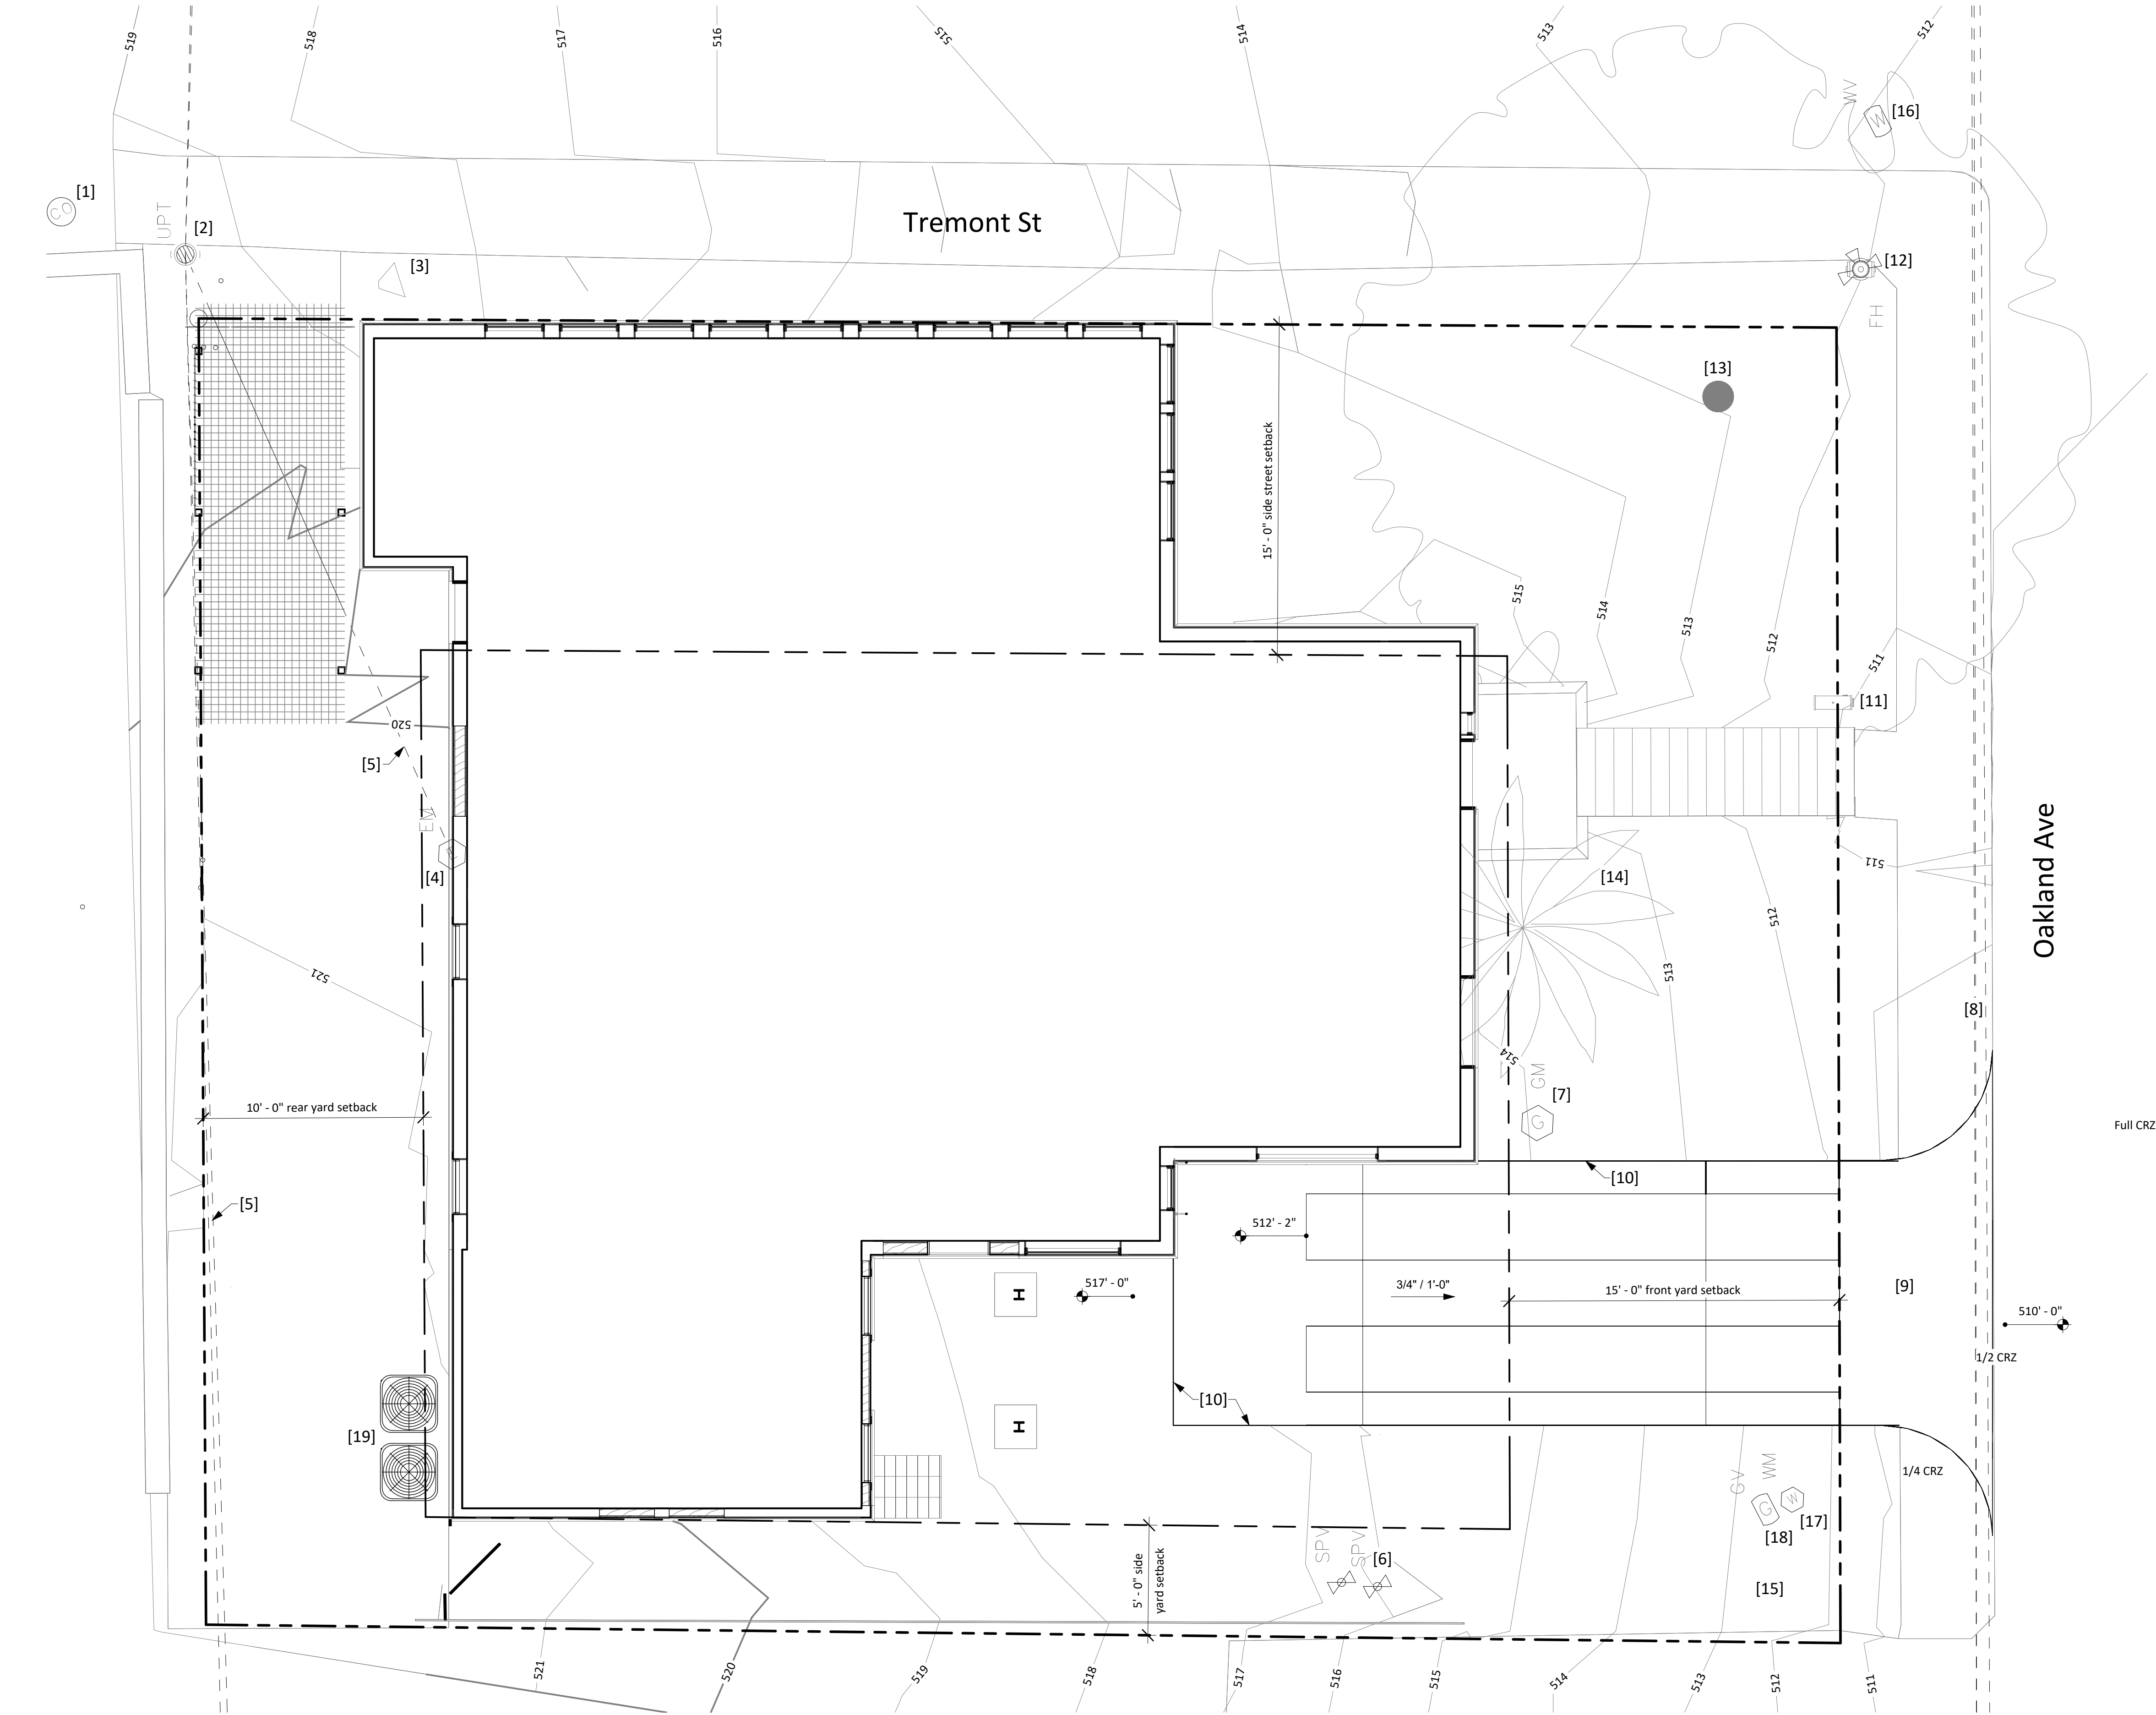 519
518
517
516
515
514
513
512
WV
W
[16]
[1]
CO
UPT
[2]
Tremont St
[3]
[12]
FH
[13]
15' - 0" side street setback
515
514
513
512
511
[11]
520
[5]
EM
E
[4]
511
[14]
Oakland Ave
512
513
521
[8]
514
GM
[7]
G
10' - 0" rear yard setback
Full CRZ
[5]
[10]
512' - 2"
517' - 0"
H
3/4" / 1'-0"
15' - 0" front yard setback
[9]
510' - 0"
1/2 CRZ
[10]
H
[19]
1/4 CRZ
GV
WM
G
W
[17]
[18]
SPV
SPV
[6]
5' - 0" side
yard setback
[15]
521
520
519
518
517
516
515
514
513
512
511